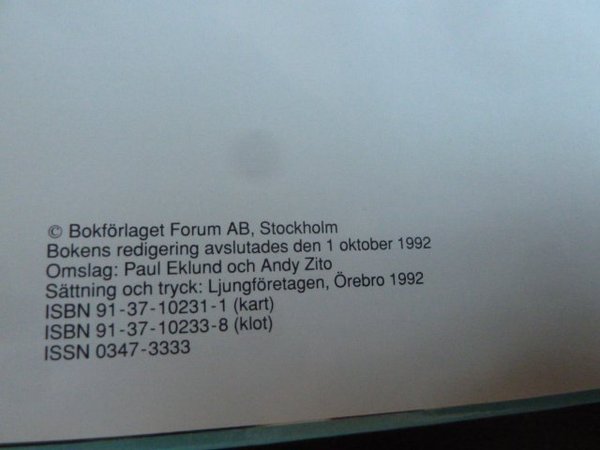 © Bokförlaget Forum AB, Stockholm
Bokens redigering avslutades den 1 oktober 1992
Omslag: Paul Eklund och Andy Zito
Sättning och tryck: Ljungföretagen, Örebro 1992
ISBN 91-37-10231-1 (kart)
ISBN 91-37-10233-8 (klot)
ISSN 0347-3333